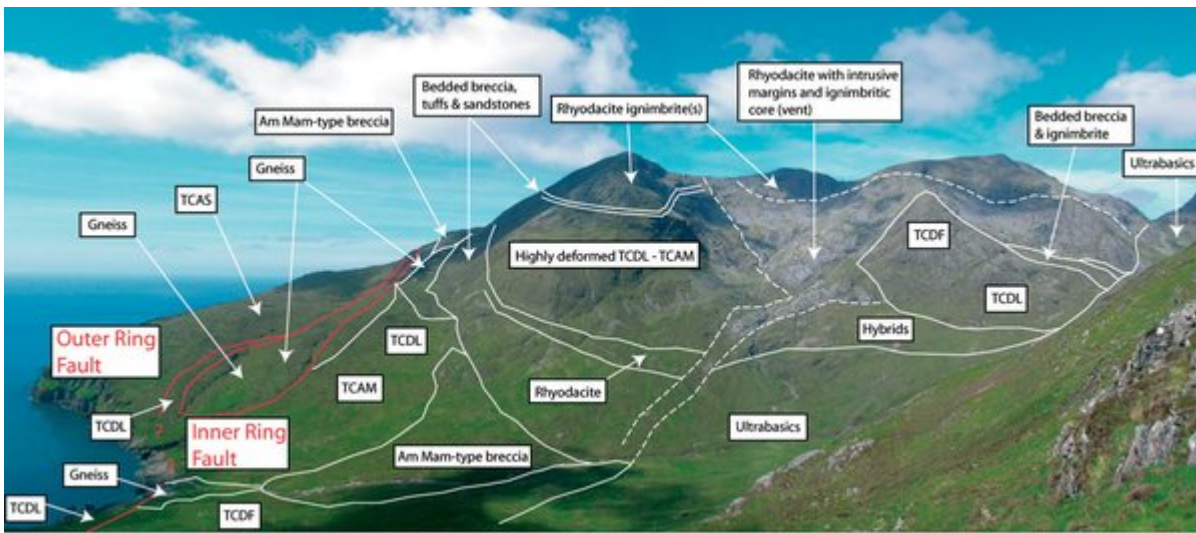 Bedded breccia,
tuffs & sandstones
Rhyodacite ignimbrite(s)
Rhyodacite with intrusive
margins and ignimbritic
core (vent)
Bedded breccia
& ignimbrite
Am Mam-type breccia
Ultrabasics
Gneiss
TCAS
Gneiss
TCDF
Highly deformed TCDL - TCAM
TCDL
Outer Ring
Fault
TCDL
Hybrids
TCAM
Rhyodacite
TCDL
?
Inner Ring
Fault
Ultrabasics
Am Mam-type breccia
Gneiss
TCDL
TCDF